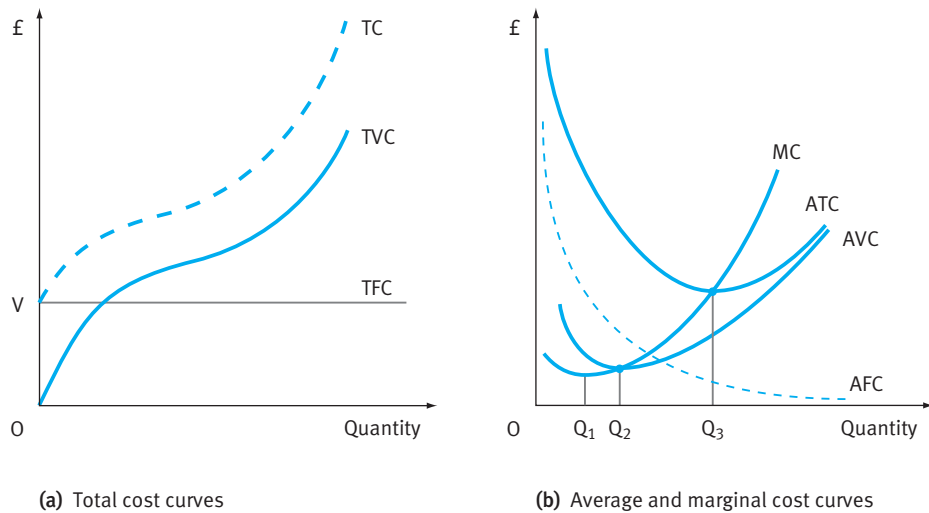 £
TC
TVC
TFC
V
O
Quantity
(a) Total cost curves
£
MC
ATC
AVC
AFC
O
Q1
Q2
Q3
Quantity
(b) Average and marginal cost curves